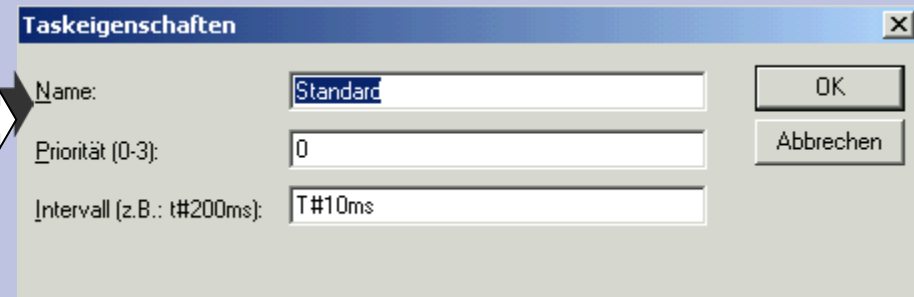 Taskeigenschaften
Name: Standard OK
Priorität (0-3): 0 Abbrechen
Intervall (z.B.: t#200ms): T#10ms